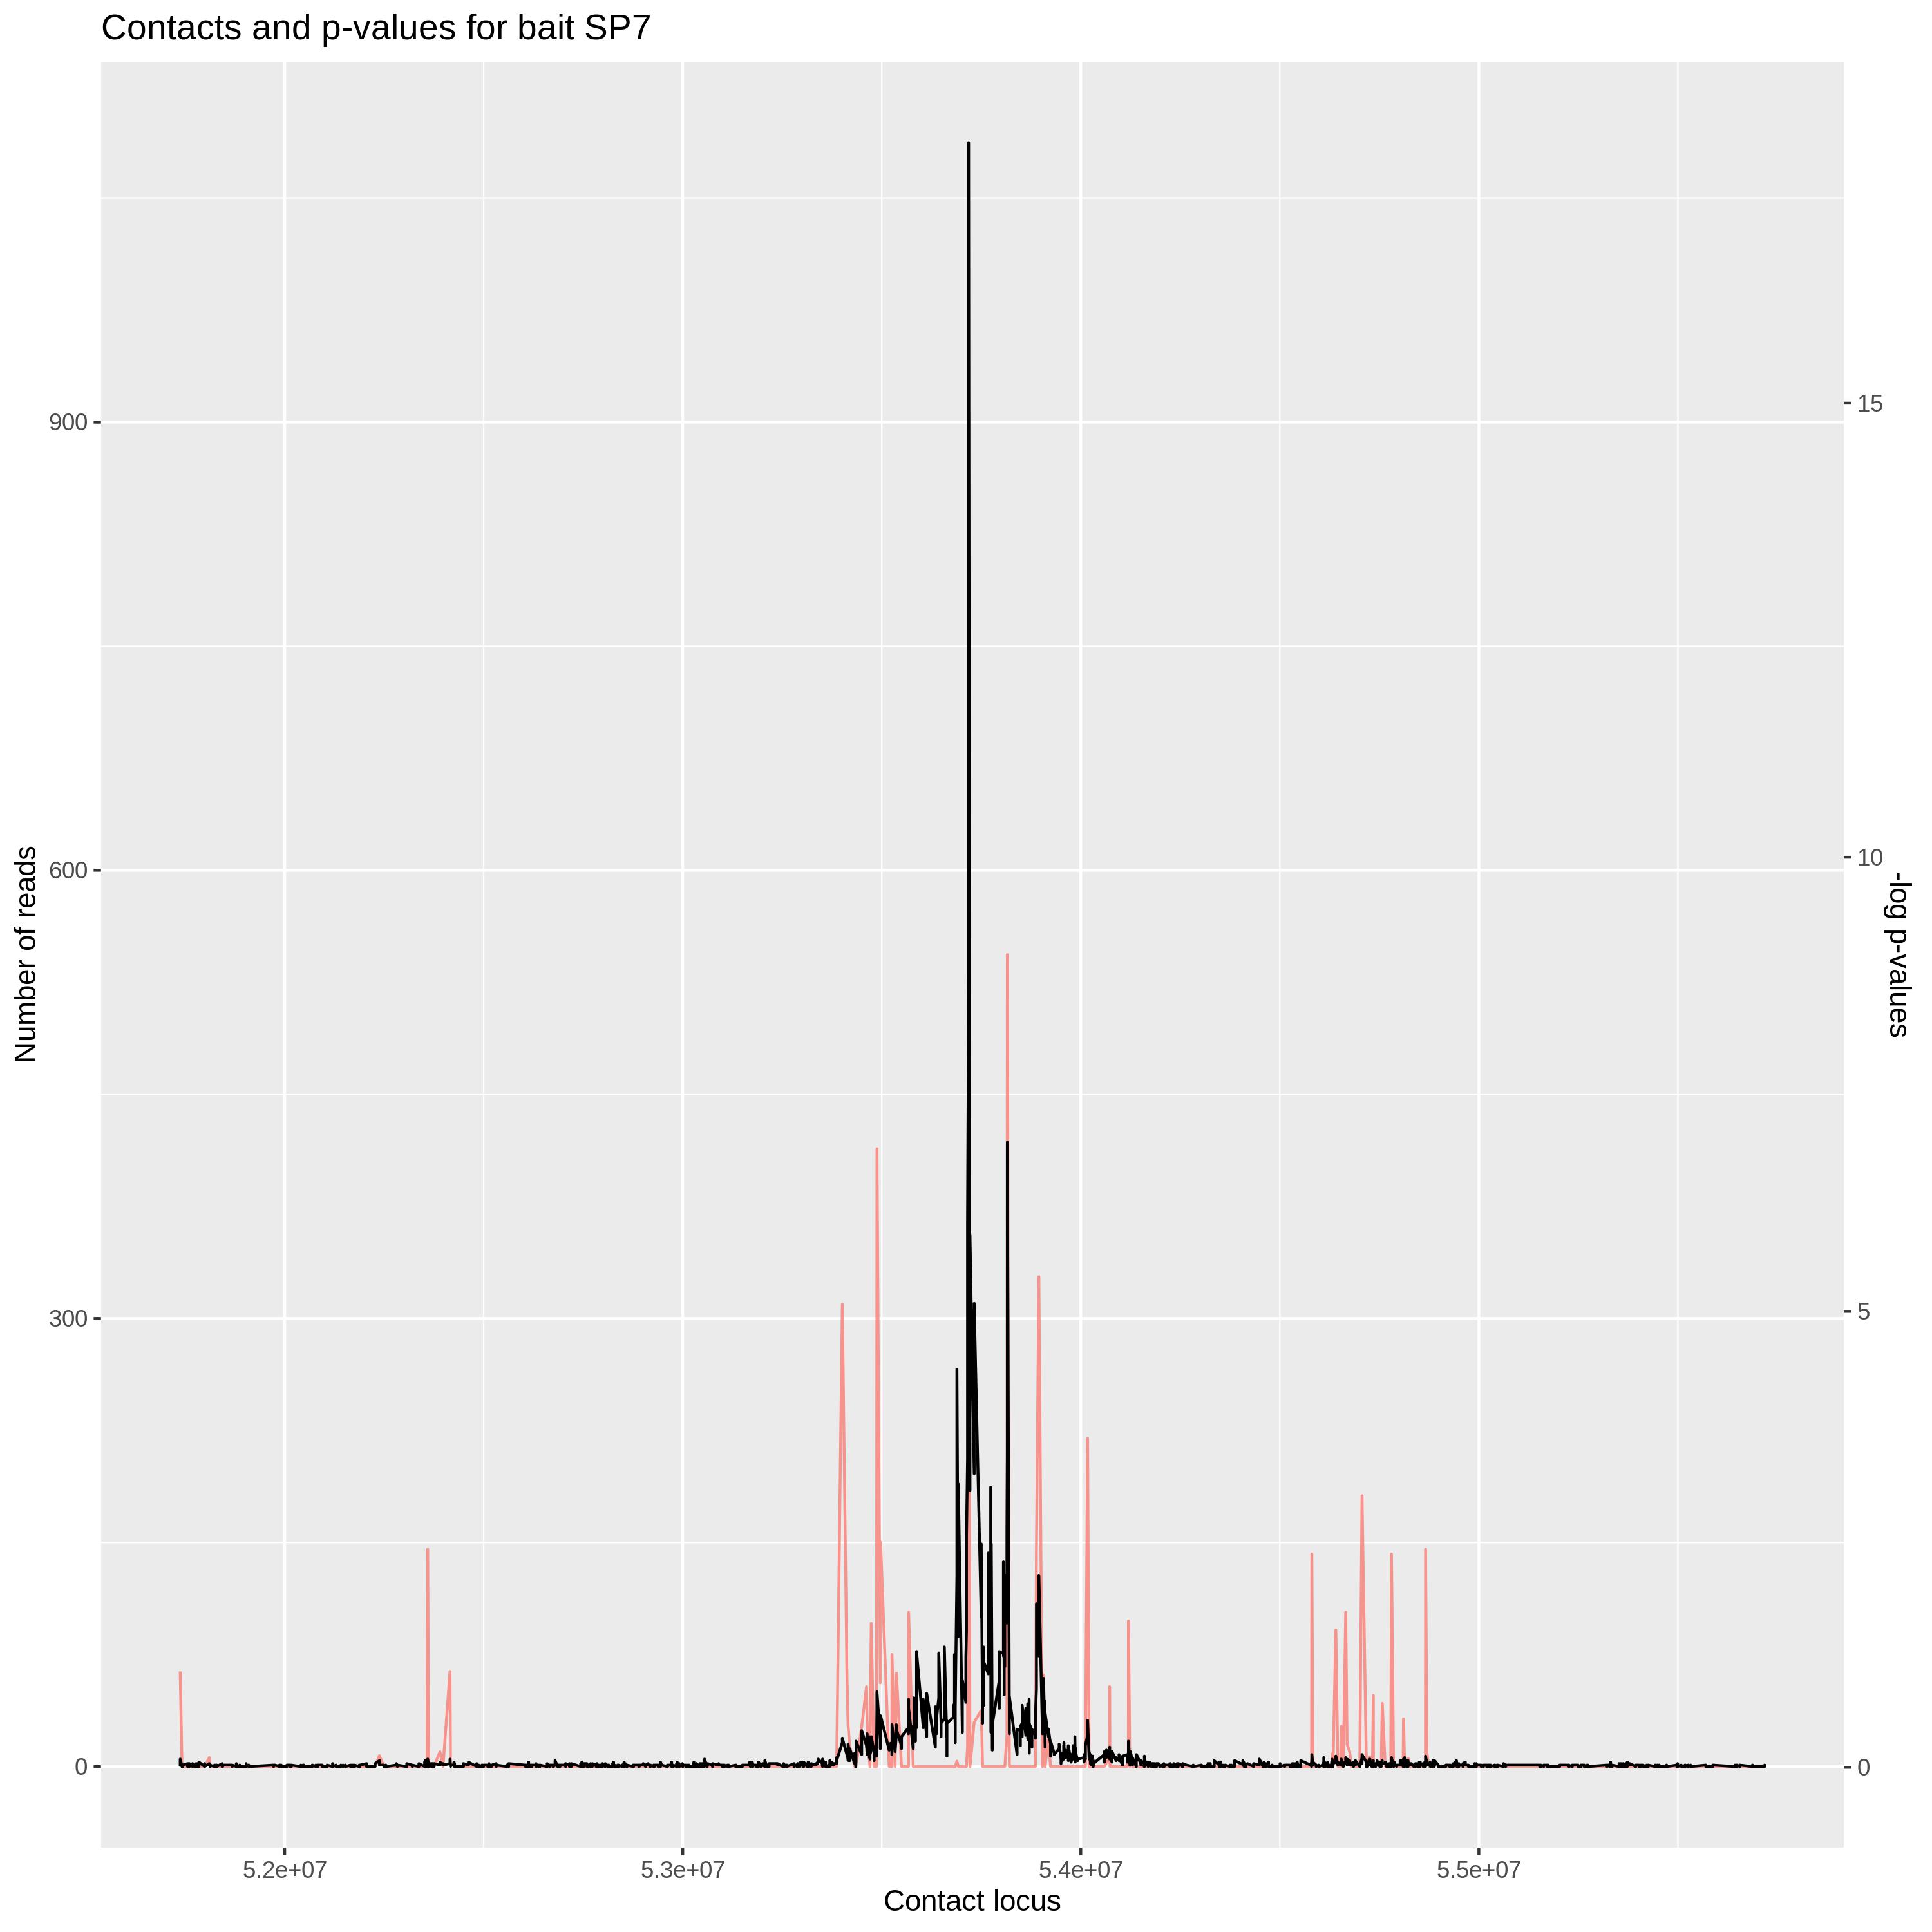 Contacts and p-values for bait SP7
900
600
300
0
Number of reads
15
10
5
0
-log p-values
5.2e+07
5.3e+07
5.4e+07
5.5e+07
Contact locus